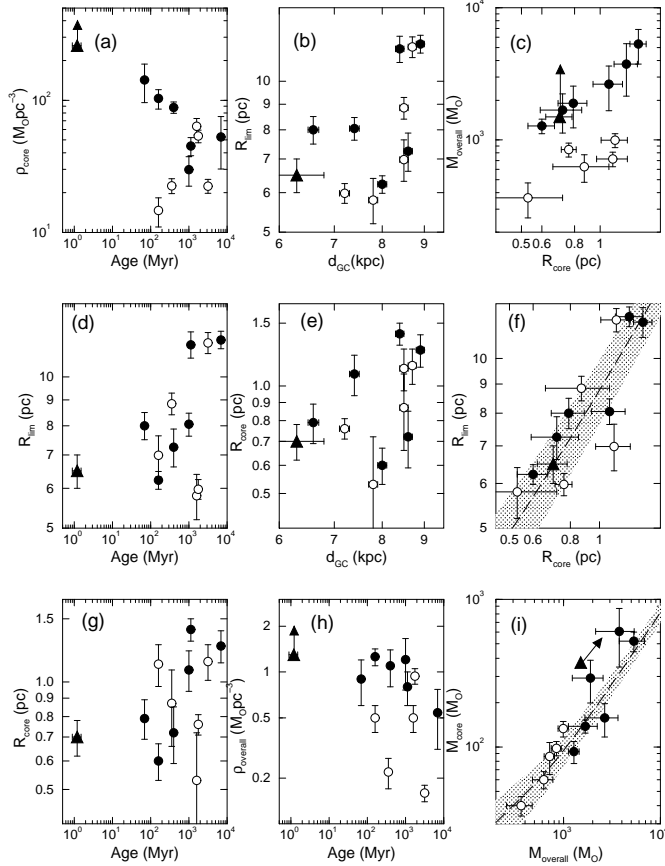 (a)
10²
10¹
ρcore (MOpc⁻³)
10⁰ 10¹ 10² 10³ 10⁴
Age (Myr)
(b)
10
9
8
7
6
5
Rlim (pc)
6 7 8 9
dGC(kpc)
(c)
10⁴
10³
Moverall (MO)
0.5 0.6 0.8 1
Rcore (pc)
(d)
10
9
8
7
6
5
Rlim (pc)
10⁰ 10¹ 10² 10³ 10⁴
Age (Myr)
(e)
1.5
1.0
0.9
0.8
0.7
0.6
0.5
Rcore (pc)
6 7 8 9
dGC (kpc)
(f)
10
9
8
7
6
5
Rlim (pc)
0.5 0.6 0.8 1
Rcore (pc)
(g)
1.5
1.0
0.9
0.8
0.7
0.6
0.5
Rcore (pc)
10⁰ 10¹ 10² 10³ 10⁴
Age (Myr)
(h)
2
1
0.5
0.2
ρoverall (MOpc⁻³)
10⁰ 10¹ 10² 10³ 10⁴
Age (Myr)
(i)
10³
10²
Mcore (MO)
10³ 10⁴
Moverall (MO)